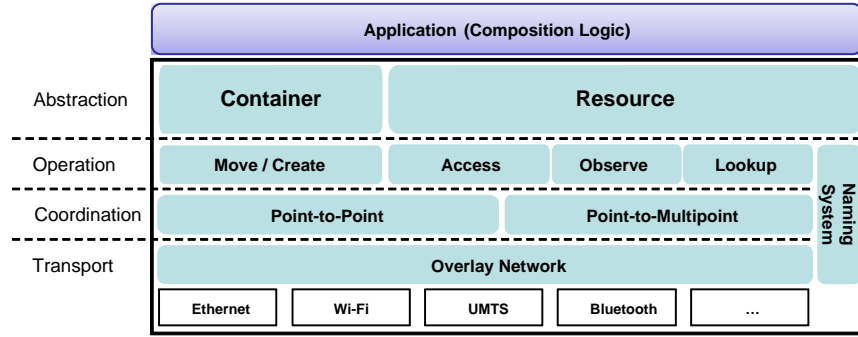 Application (Composition Logic)
Abstraction
Container
Resource
Operation
Move / Create
Access
Observe
Lookup
Naming
System
Coordination
Point-to-Point
Point-to-Multipoint
Transport
Overlay Network
Ethernet
Wi-Fi
UMTS
Bluetooth
...